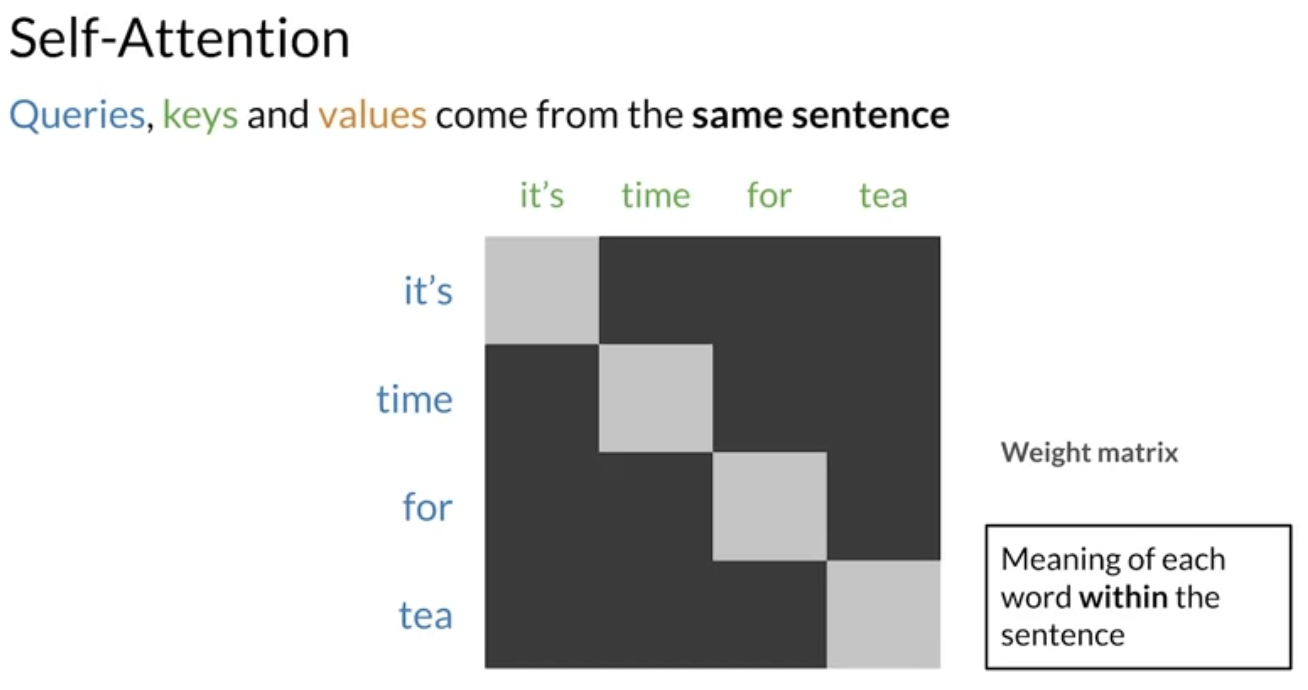 Self-Attention
Queries, keys and values come from the same sentence
it’s time for tea
it’s
time
for
tea
Weight matrix
Meaning of each
word within the
sentence